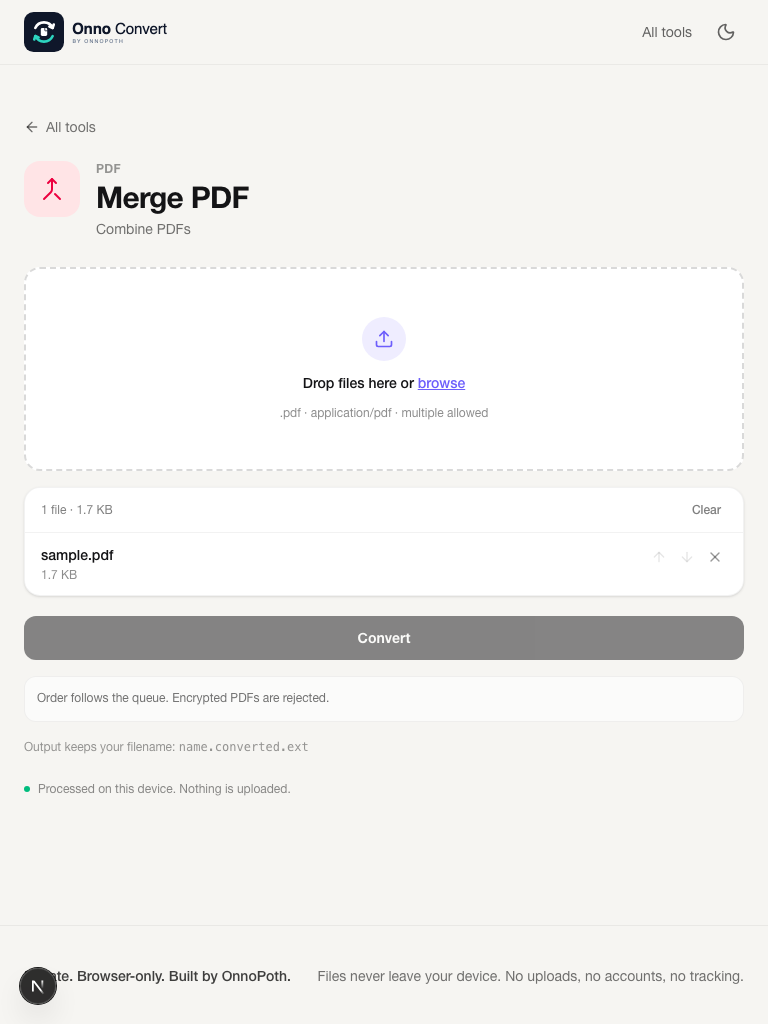 Onno Convert
BY ONNOPOTH
All tools
All tools
PDF
Merge PDF
Combine PDFs
Drop files here or browse
.pdf · application/pdf · multiple allowed
1 file · 1.7 KB
Clear
sample.pdf
1.7 KB
Convert
Order follows the queue. Encrypted PDFs are rejected.
Output keeps your filename: name.converted.ext
Processed on this device. Nothing is uploaded.
Browser-only. Built by OnnoPoth.
Files never leave your device. No uploads, no accounts, no tracking.
N